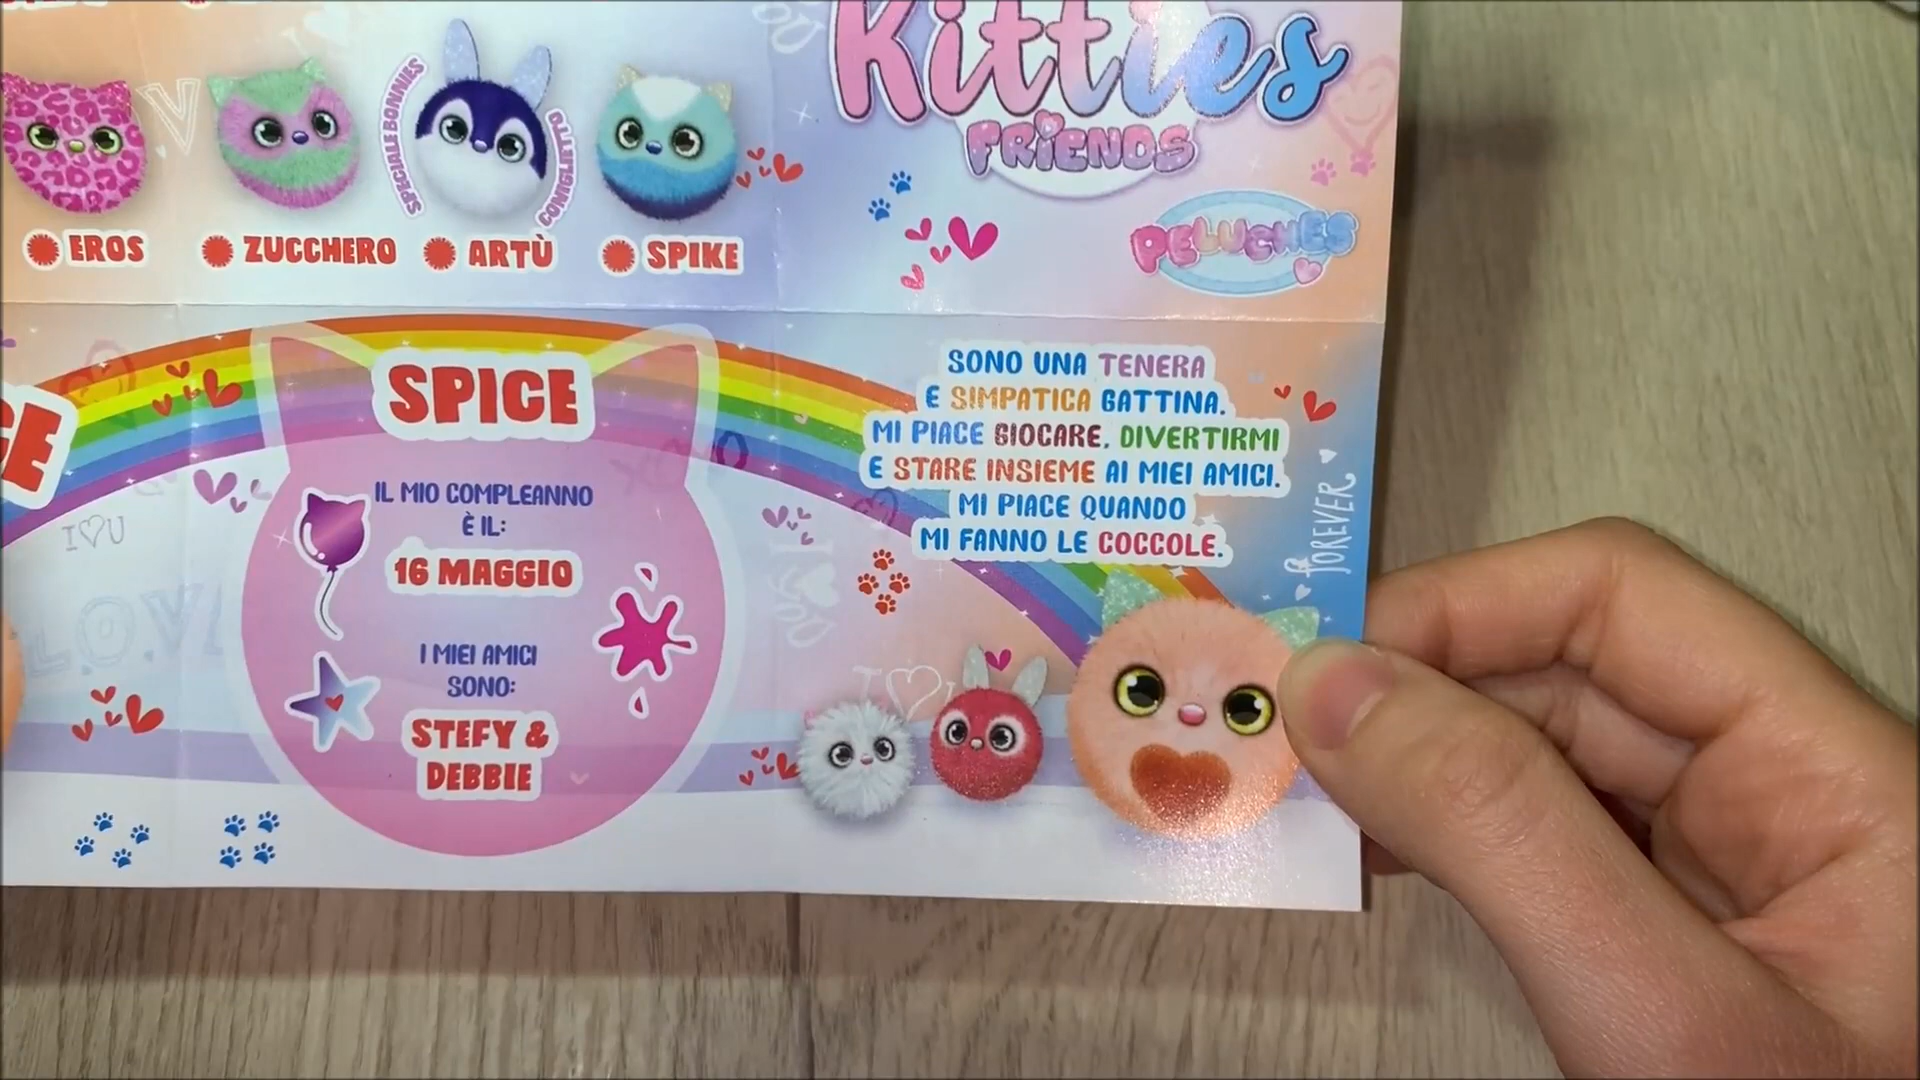 Kitties
FRIENDS
PELUCHES
SPECIALE BONNIES
CONIGLIETTO
EROS
ZUCCHERO
ARTÙ
SPIKE
SPICE
IL MIO COMPLEANNO
È IL:
16 MAGGIO
I MIEI AMICI
SONO:
STEFY &
DEBBIE
SONO UNA TENERA
E SIMPATICA GATTINA.
MI PIACE GIOCARE, DIVERTIRMI
E STARE INSIEME AI MIEI AMICI.
MI PIACE QUANDO
MI FANNO LE COCCOLE.
FOREVER
I♡U
LOVE
XOXO